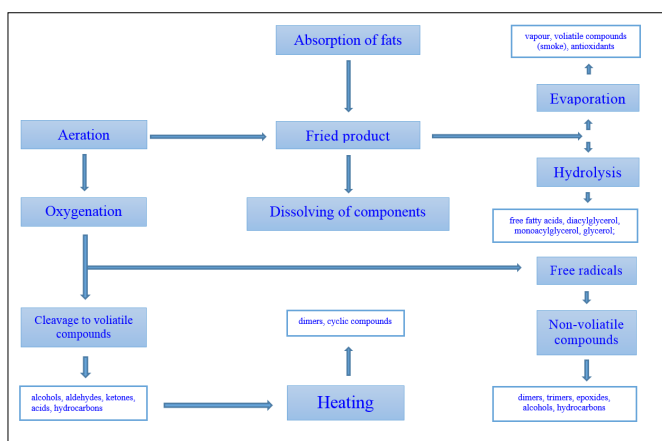 Absorption of fats
vapour, voliatile compounds
(smoke), antioxidants
Evaporation
Aeration
Fried product
Hydrolysis
Oxygenation
Dissolving of components
free fatty acids, diacylglycerol,
monoacylglycerol, glycerol;
Free radicals
Cleavage to voliatile
compounds
dimers, cyclic compounds
Non-voliatile
compounds
alcohols, aldehydes, ketones,
acids, hydrocarbons
Heating
dimers, trimers, epoxides,
alcohols, hydrocarbons